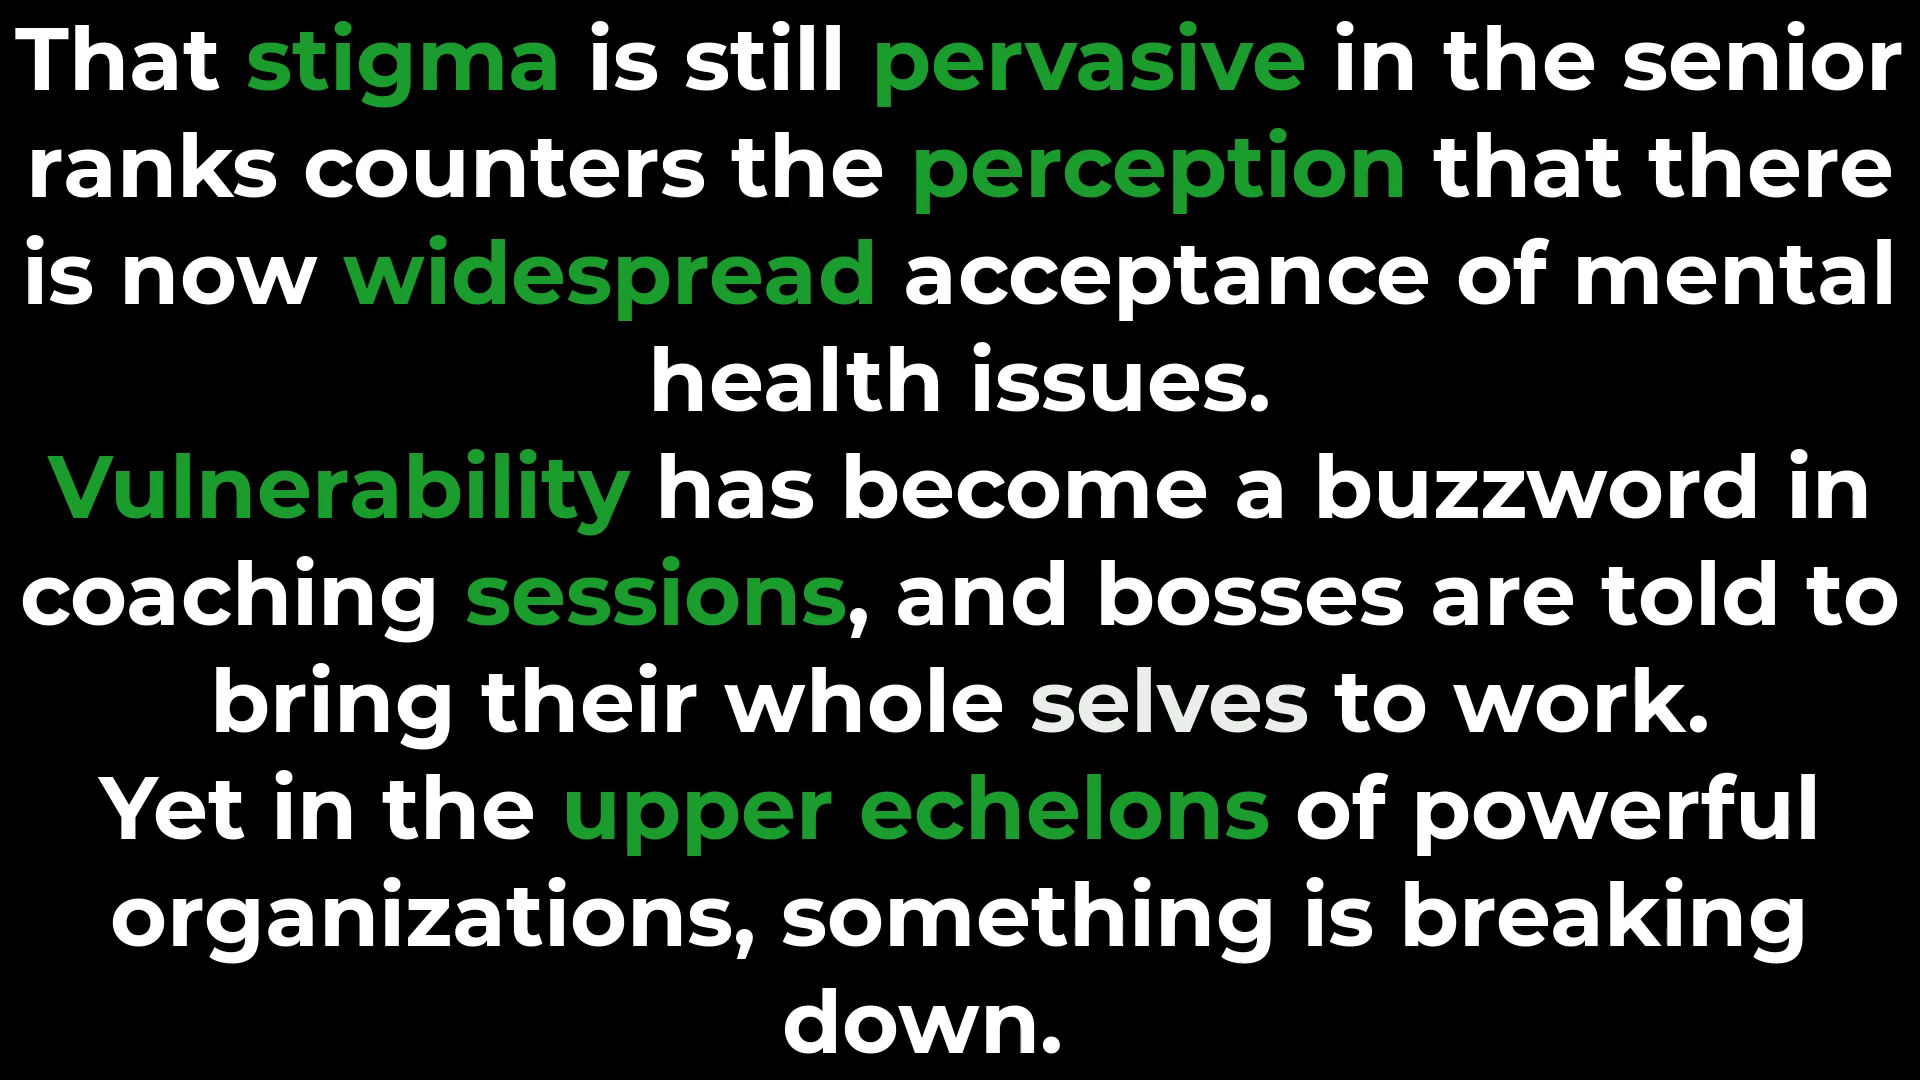 That stigma is still pervasive in the senior
ranks counters the perception that there
is now widespread acceptance of mental
health issues.
Vulnerability has become a buzzword in
coaching sessions, and bosses are told to
bring their whole selves to work.
Yet in the upper echelons of powerful
organizations, something is breaking
down.